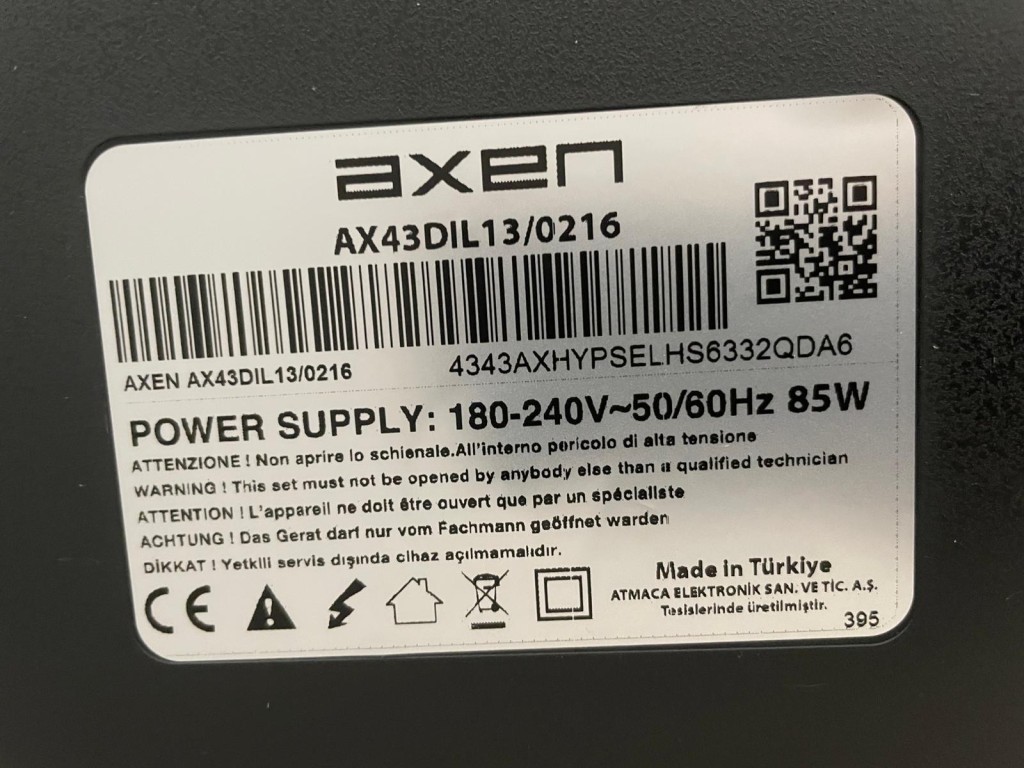 axen
AX43DIL13/0216
AXEN AX43DIL13/0216
4343AXHYPSELHS6332QDA6
POWER SUPPLY: 180-240V~50/60Hz 85W
ATTENZIONE ! Non aprire lo schienale.All'interno pericolo di alta tensione
WARNING ! This set must not be opened by anybody else than a qualified technician
ATTENTION ! L'appareil ne doit être ouvert que par un spécialiste
ACHTUNG ! Das Gerat darf nur vom Fachmann geöffnet warden
DİKKAT ! Yetkili servis dışında cihaz açılmamalıdır.
CE
Made in Türkiye
ATMACA ELEKTRONİK SAN. VE TİC. A.Ş.
Tesislerinde üretilmiştir.
395